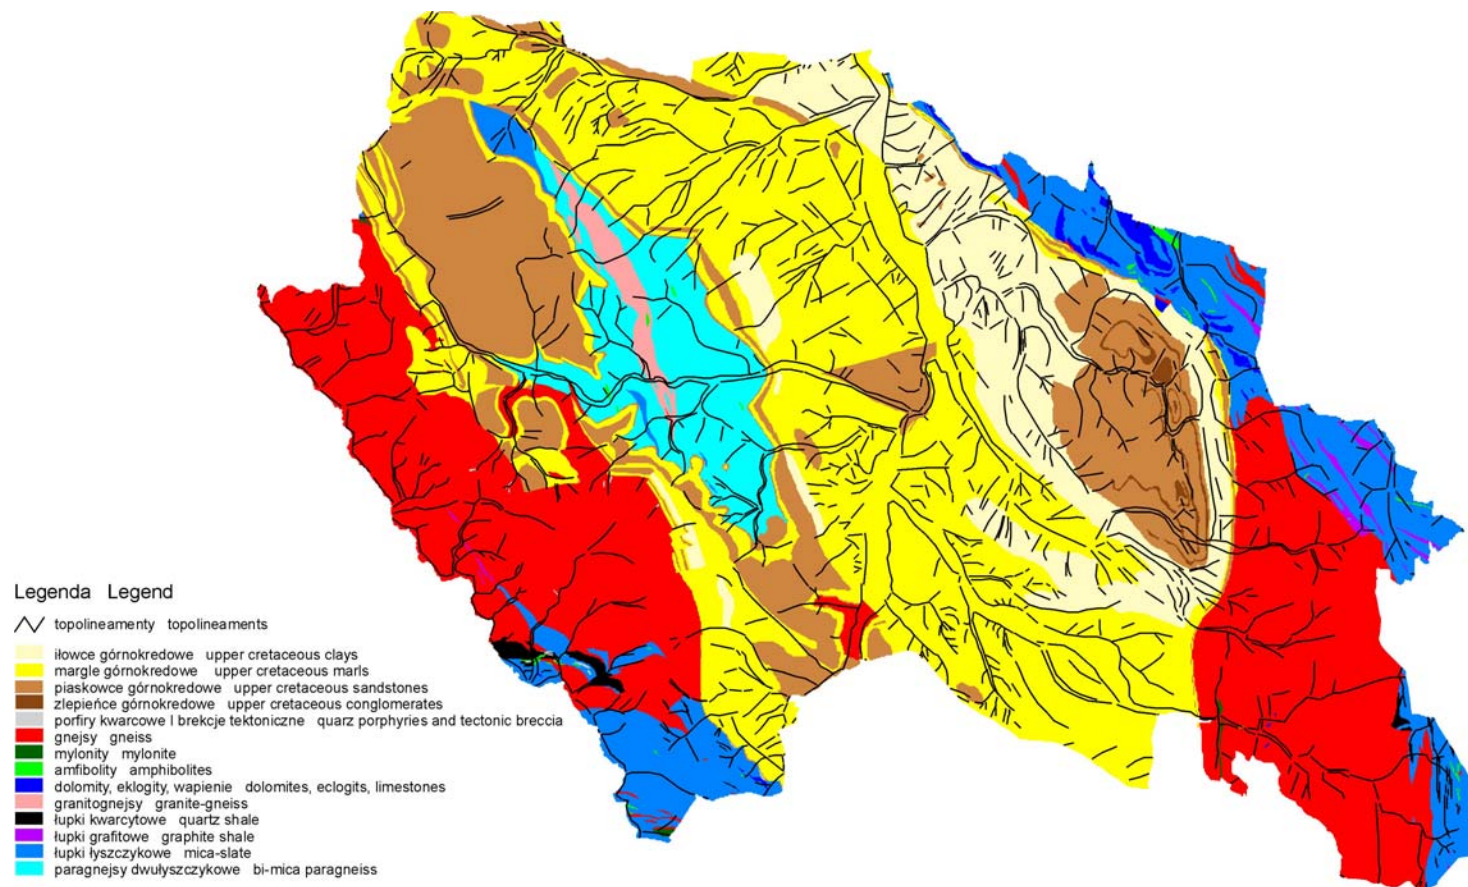 Legenda Legend
topolineamenty topolineaments
iłowce górnokredowe upper cretaceous clays
margle górnokredowe upper cretaceous marls
piaskowce górnokredowe upper cretaceous sandstones
zlepieńce górnokredowe upper cretaceous conglomerates
porfiry kwarcowe I brekcje tektoniczne quarz porphyries and tectonic breccia
gnejsy gneiss
mylonity mylonite
amfibolity amphibolites
dolomity, eklogity, wapienie dolomites, eclogits, limestones
granitognejsy granite-gneiss
łupki kwarcytowe quartz shale
łupki grafitowe graphite shale
łupki łyszczykowe mica-slate
paragnejsy dwułyszczykowe bi-mica paragneiss